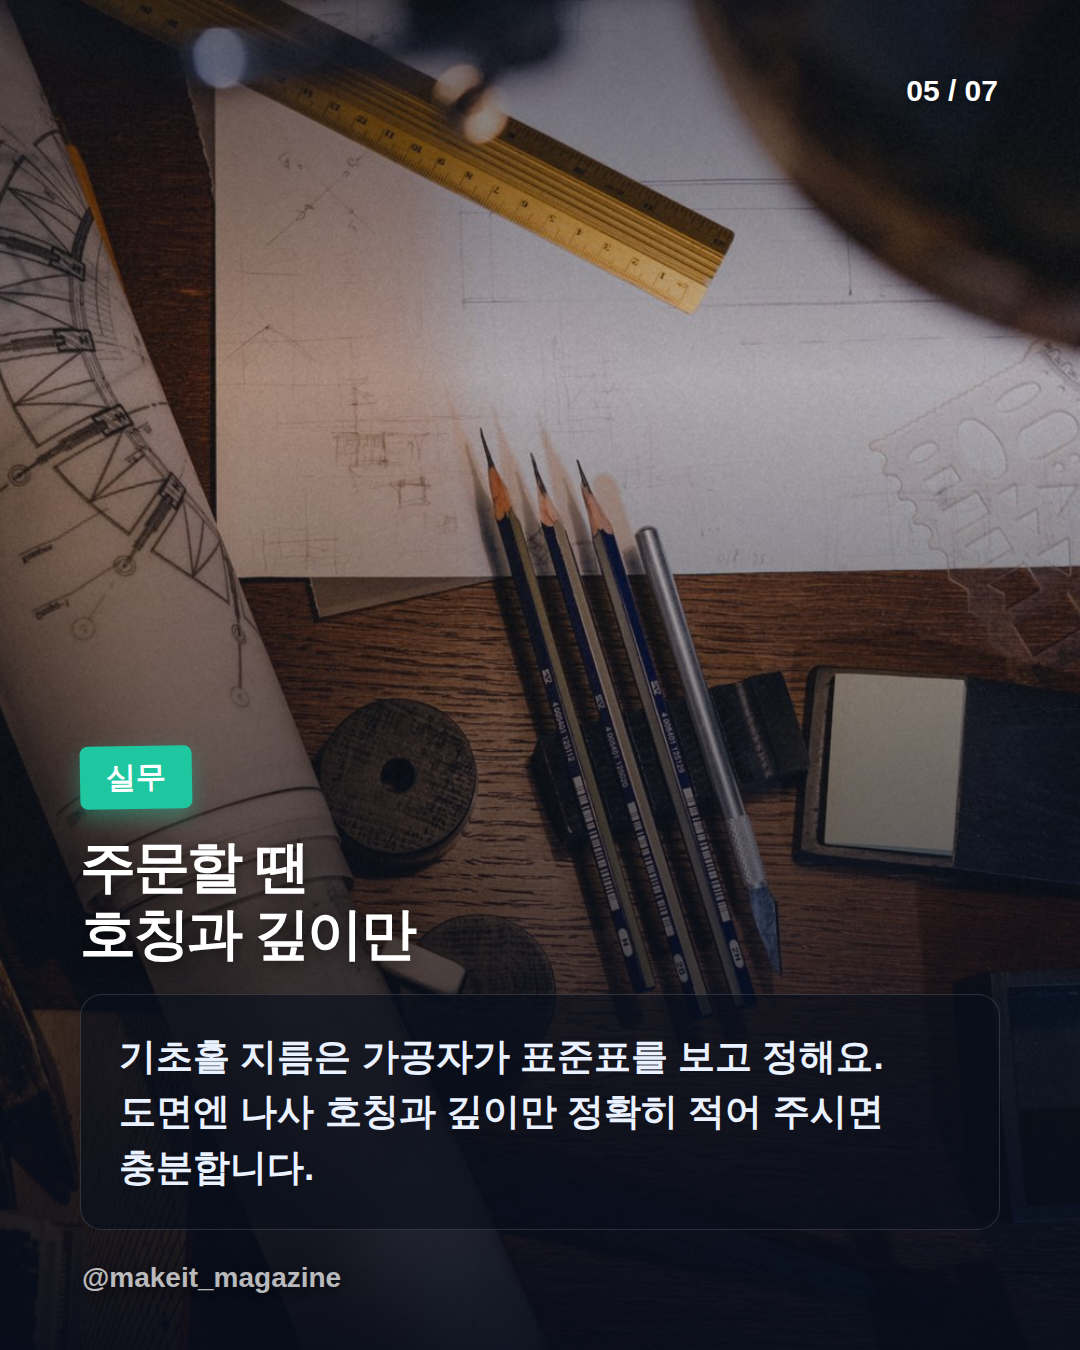 05 / 07
실무
주문할 땐
호칭과 깊이만
기초홀 지름은 가공자가 표준표를 보고 정해요.
도면엔 나사 호칭과 깊이만 정확히 적어 주시면
충분합니다.
@makeit_magazine